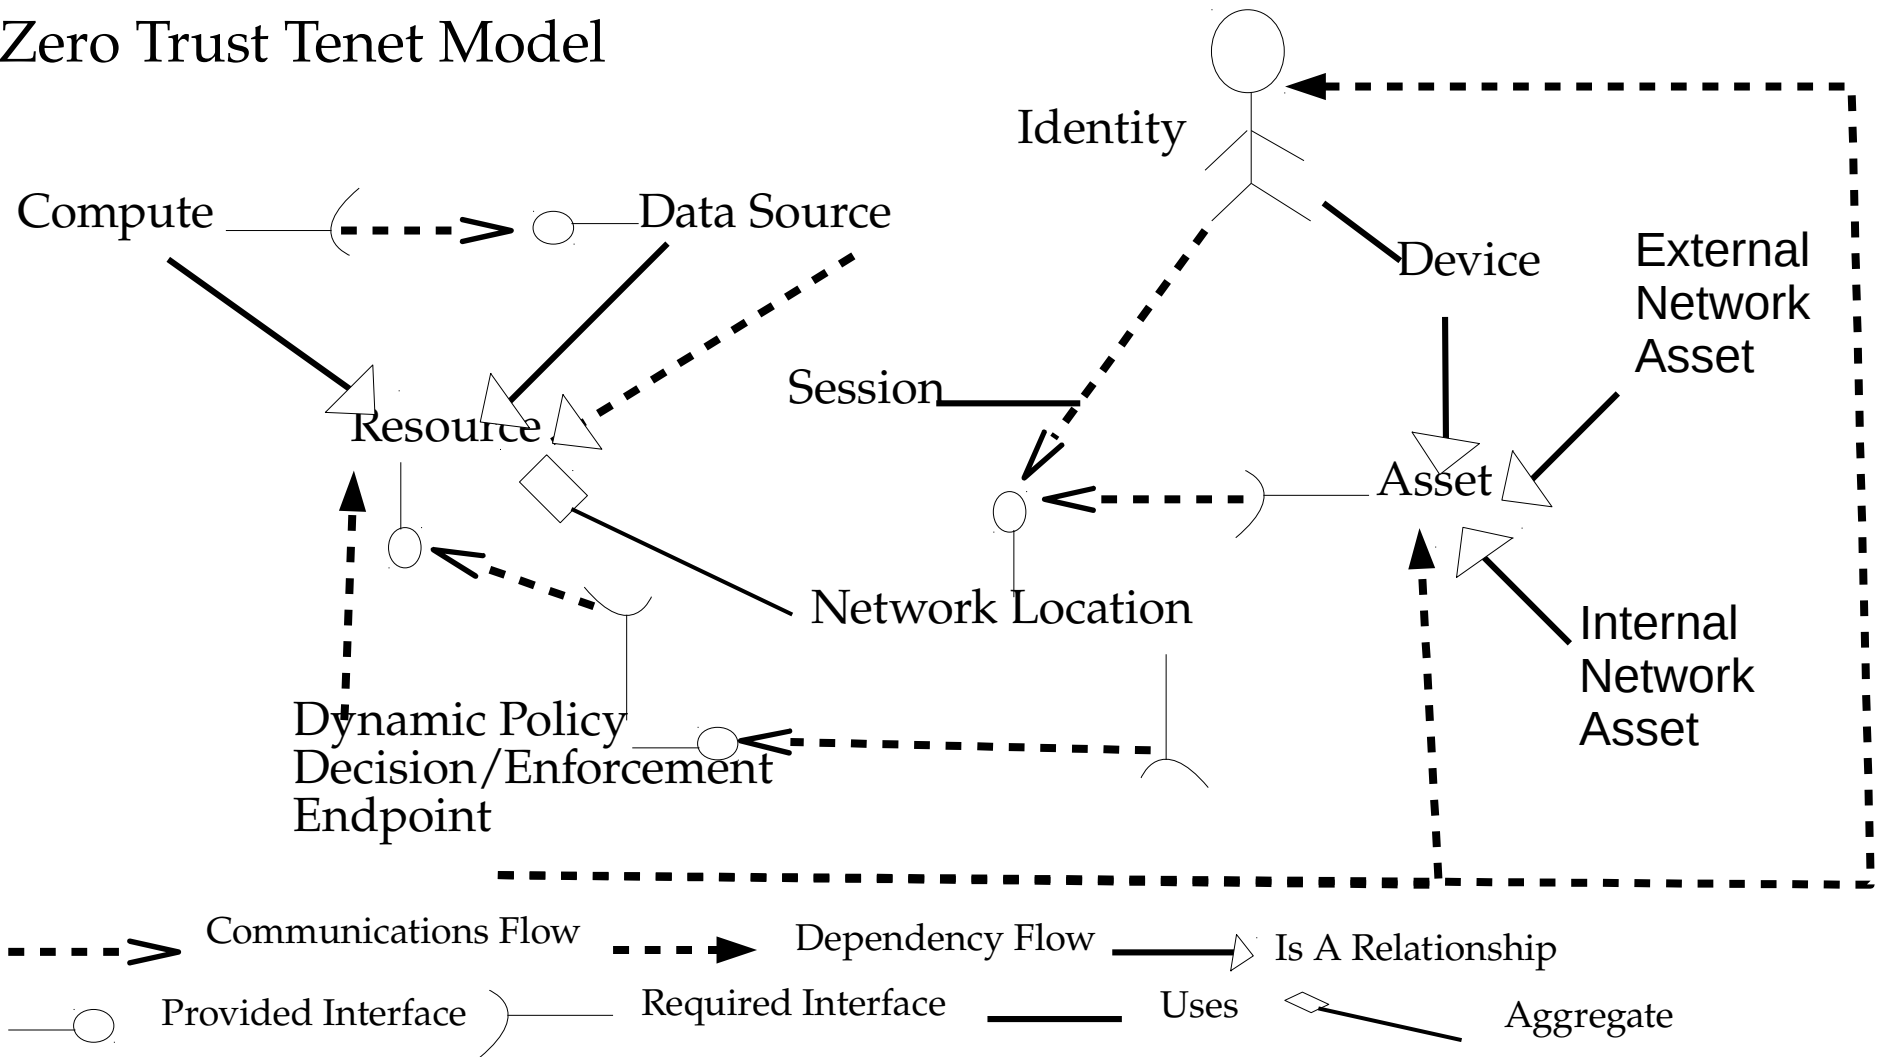 Zero Trust Tenet Model
Identity
Compute
Data Source
Device
External
Network
Asset
Session
Resource
Asset
Network Location
Internal
Network
Asset
Dynamic Policy
Decision/Enforcement
Endpoint
Communications Flow
Dependency Flow
Is A Relationship
Provided Interface
Required Interface
Uses
Aggregate